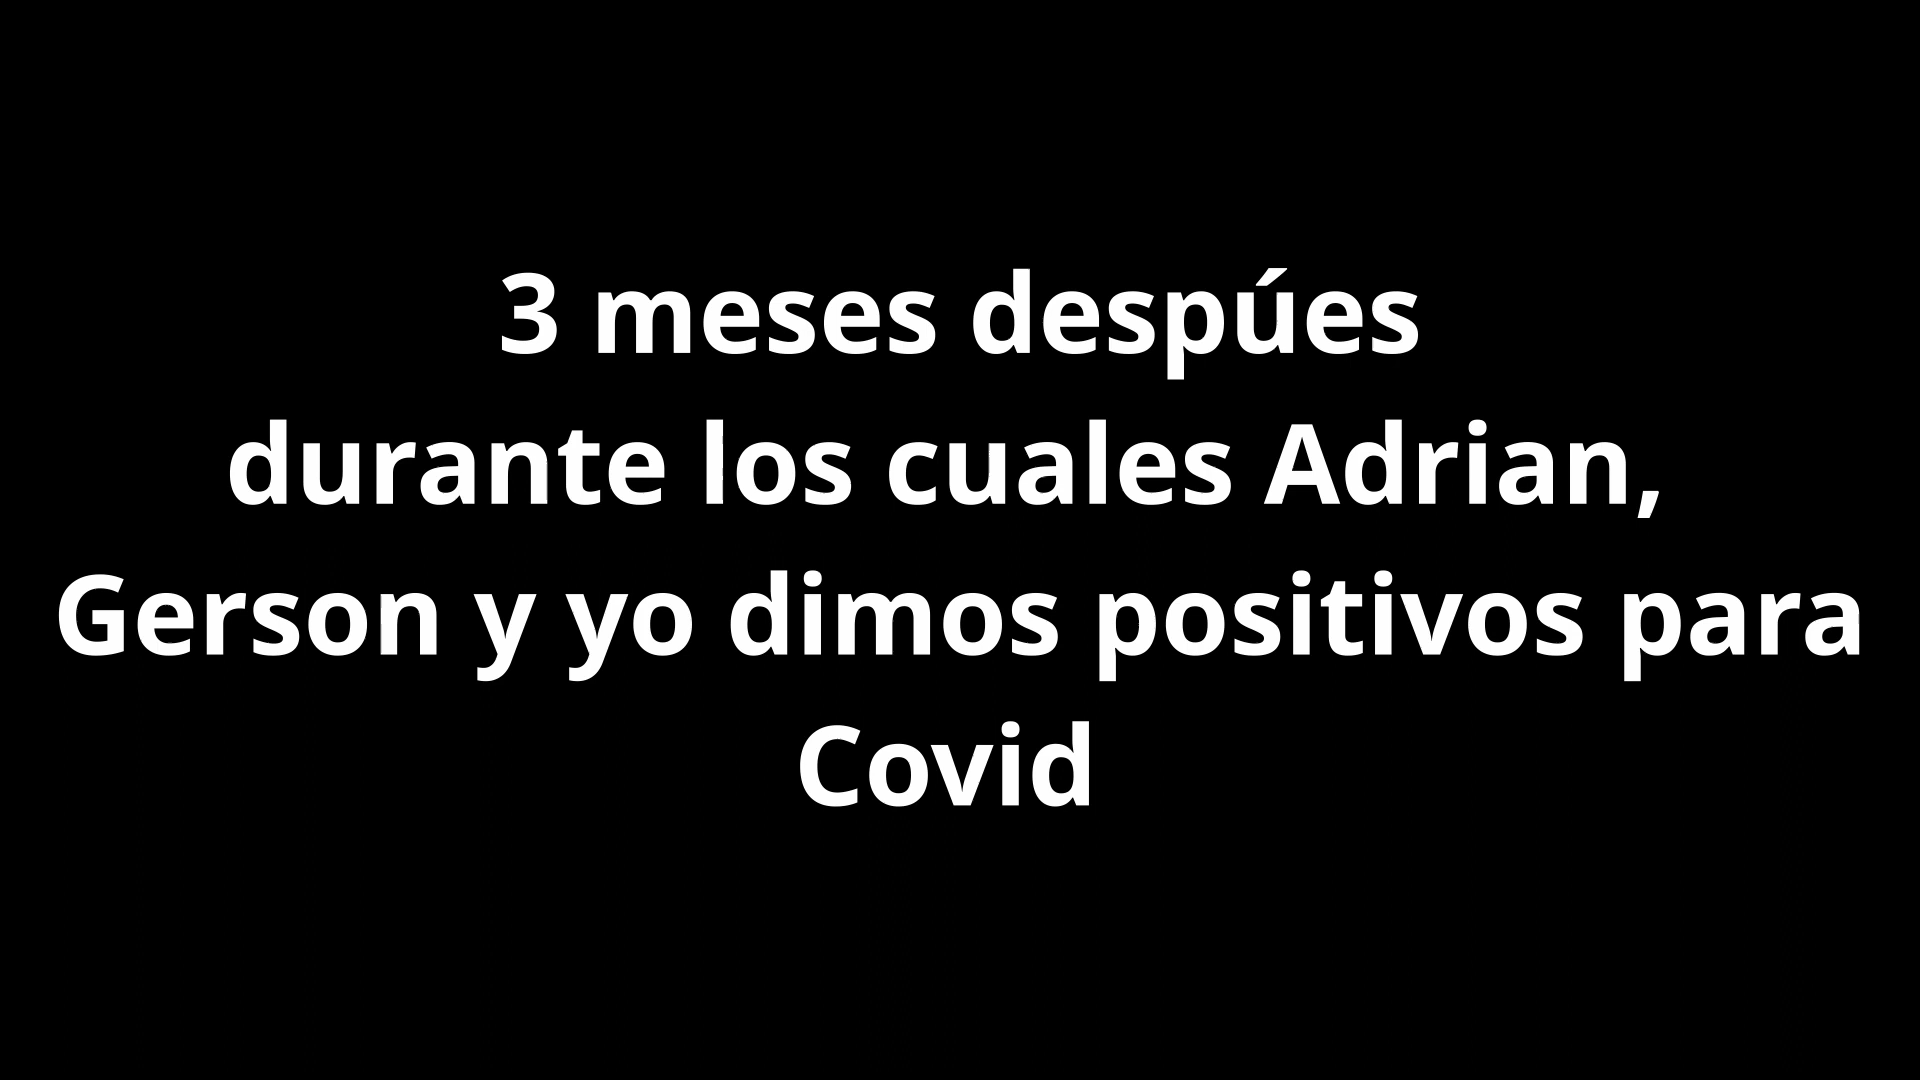 3 meses despúes
durante los cuales Adrian,
Gerson y yo dimos positivos para
Covid